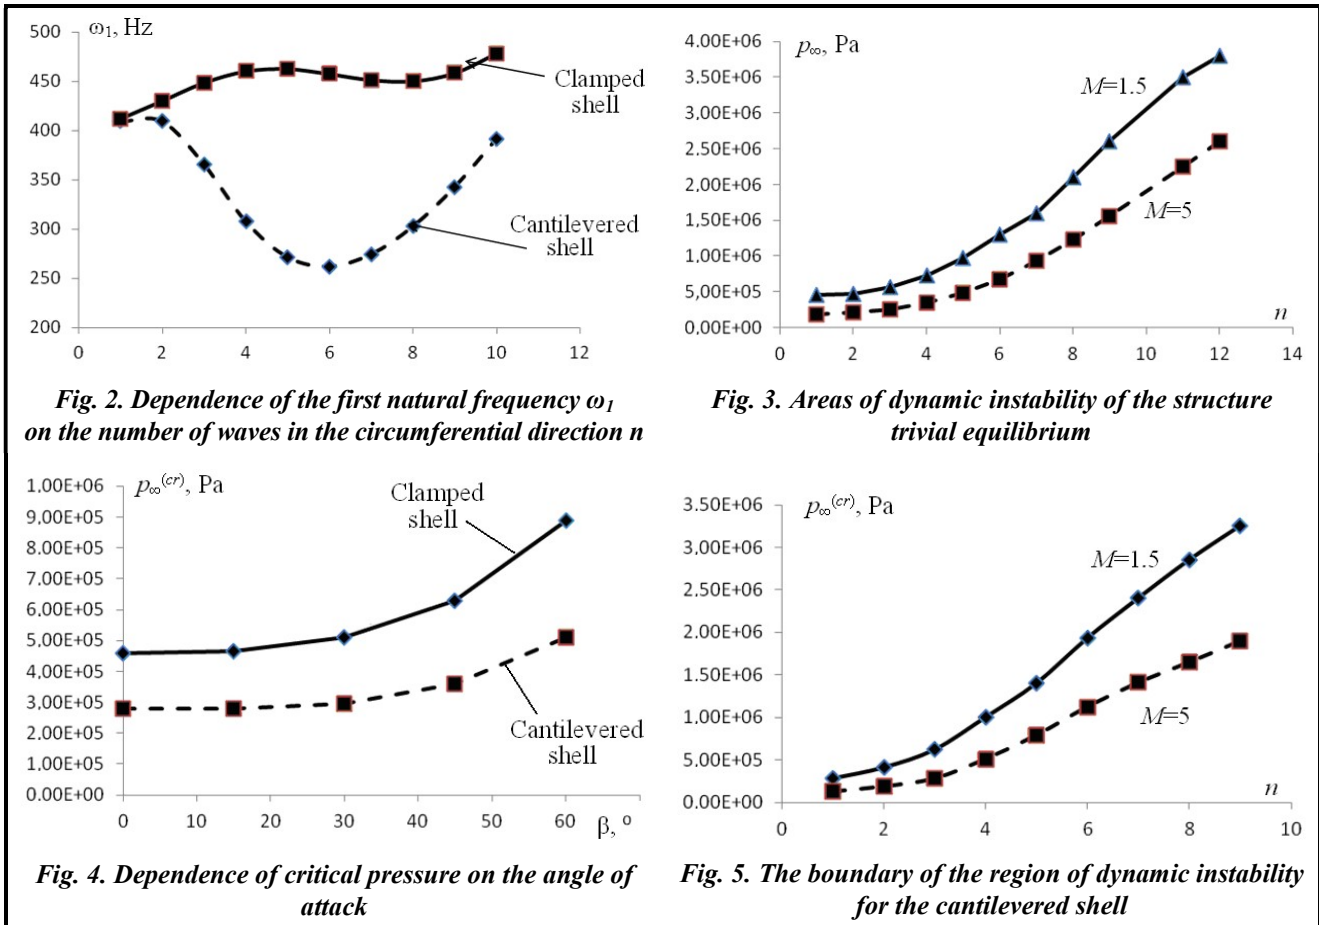 ω1, Hz
500
450
400
350
300
250
200
0 2 4 6 8 10 12
Clamped
shell
Cantilevered
shell
Fig. 2. Dependence of the first natural frequency ω1
on the number of waves in the circumferential direction n
p∞, Pa
4.00E+06
3.50E+06
3,00E+06
2.50E+06
2,00E+06
1,50E+06
1.00E+06
5,00E+05
0,00E+00
0 2 4 6 8 10 12 14
M=1.5
M=5
n
Fig. 3. Areas of dynamic instability of the structure
trivial equilibrium
p∞(cr), Pa
1.00E+06
9.00E+05
8.00E+05
7.00E+05
6.00E+05
5.00E+05
4.00E+05
3.00E+05
2.00E+05
1.00E+05
0.00E+00
0 10 20 30 40 50 60 β, o
Clamped
shell
Cantilevered
shell
Fig. 4. Dependence of critical pressure on the angle of
attack
p∞(cr), Pa
3.50E+06
3.00E+06
2.50E+06
2.00E+06
1.50E+06
1.00E+06
5.00E+05
0.00E+00
0 2 4 6 8 10
M=1.5
M=5
n
Fig. 5. The boundary of the region of dynamic instability
for the cantilevered shell